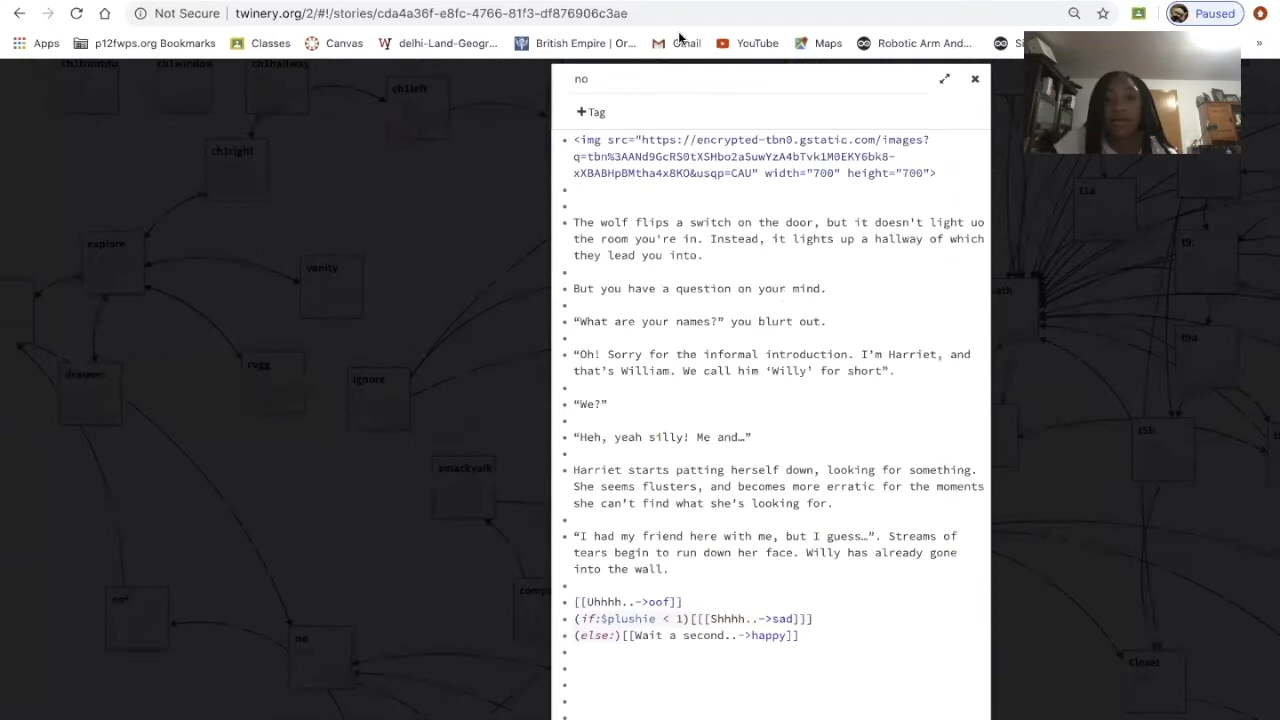 Not Secure | twinery.org/2/#!/stories/cda4a36f-e8fc-4766-81f3-df876906c3ae
Paused
Apps p12fwps.org Bookmarks Classes Canvas delhi-Land-Geogr... British Empire | Or... Gmail YouTube Maps Robotic Arm And... »
ch1window ch1hallway
ch1left
ch1right
explore
vanity
rugg
ignore
smackyalk
no
t1a
t9a
Closet
no
+ Tag
<img src="https://encrypted-tbn0.gstatic.com/images?
q=tbn%3AANd9GcRS0tXSHbo2aSuwYzA4bTvk1M0EKY6bk8-
xXBABHpBMtha4x8KO&usqp=CAU" width="700" height="700">
The wolf flips a switch on the door, but it doesn't light uo
the room you're in. Instead, it lights up a hallway of which
they lead you into.
But you have a question on your mind.
“What are your names?” you blurt out.
“Oh! Sorry for the informal introduction. I’m Harriet, and
that’s William. We call him ‘Willy’ for short”.
“We?”
“Heh, yeah silly! Me and…”
Harriet starts patting herself down, looking for something.
She seems flusters, and becomes more erratic for the moments
she can’t find what she’s looking for.
“I had my friend here with me, but I guess…”. Streams of
tears begin to run down her face. Willy has already gone
into the wall.
[[Uhhhh..->oof]]
(if:$plushie < 1)[[[Shhhh..->sad]]]
(else:)[[Wait a second..->happy]]